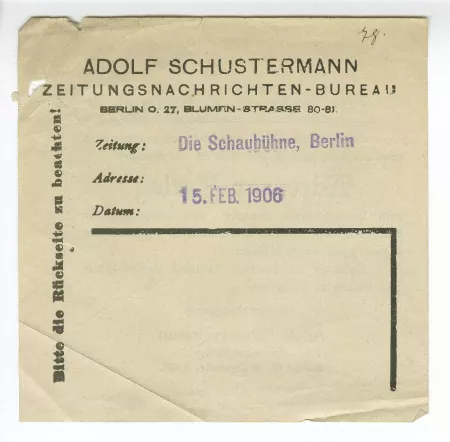 78.
ADOLF SCHUSTERMANN
ZEITUNGSNACHRICHTEN-BUREAU
BERLIN O. 27, BLUMEN-STRASSE 80-81.
Zeitung: Die Schaubühne, Berlin
Adresse:
15. FEB. 1906
Datum:
Bitte die Rückseite zu beachten!